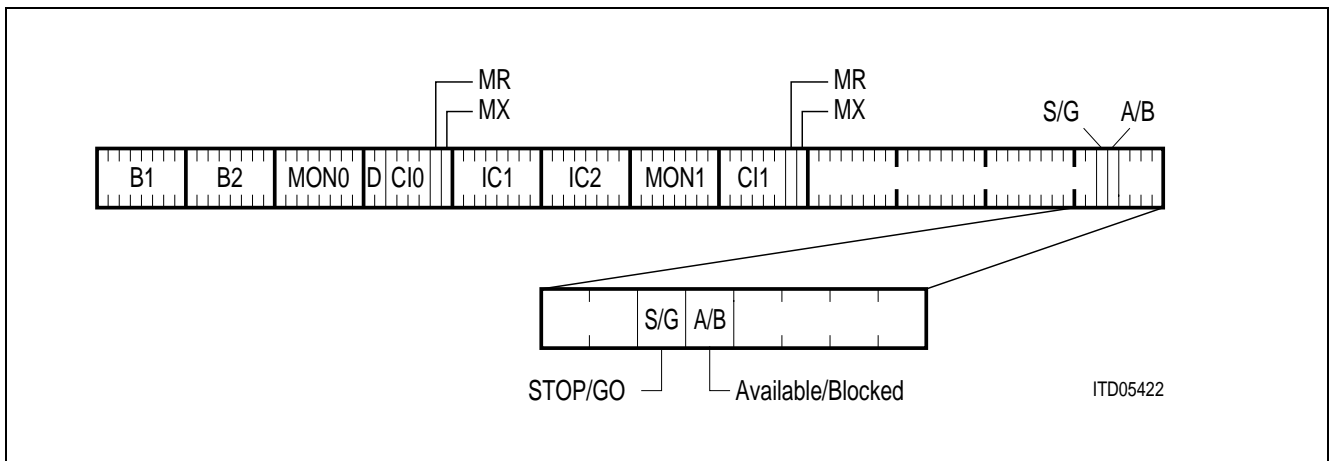 MR
MX
MR
MX
S/G A/B
B1 B2 MON0 D CI0 IC1 IC2 MON1 CI1
S/G A/B
STOP/GO Available/Blocked
ITD05422